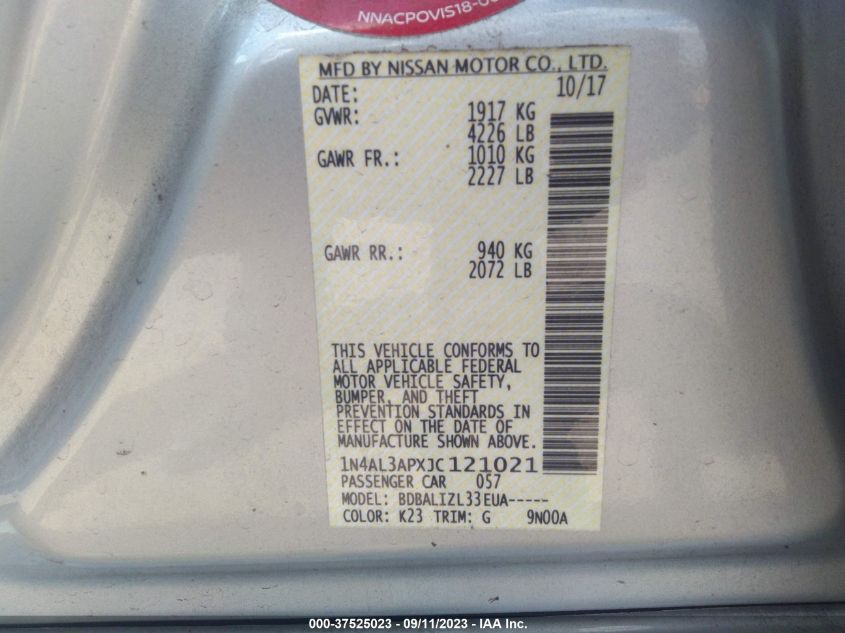 NNACPOVIS18-0
MFD BY NISSAN MOTOR CO., LTD.
DATE: 10/17
GVWR: 1917 KG
4226 LB
GAWR FR.: 1010 KG
2227 LB
GAWR RR.: 940 KG
2072 LB
THIS VEHICLE CONFORMS TO
ALL APPLICABLE FEDERAL
MOTOR VEHICLE SAFETY,
BUMPER, AND THEFT
PREVENTION STANDARDS IN
EFFECT ON THE DATE OF
MANUFACTURE SHOWN ABOVE.
1N4AL3APXJC121021
PASSENGER CAR 057
MODEL: BDBALIZL33EUA-----
COLOR: K23 TRIM: G 9N00A
000-37525023 - 09/11/2023 - IAA Inc.